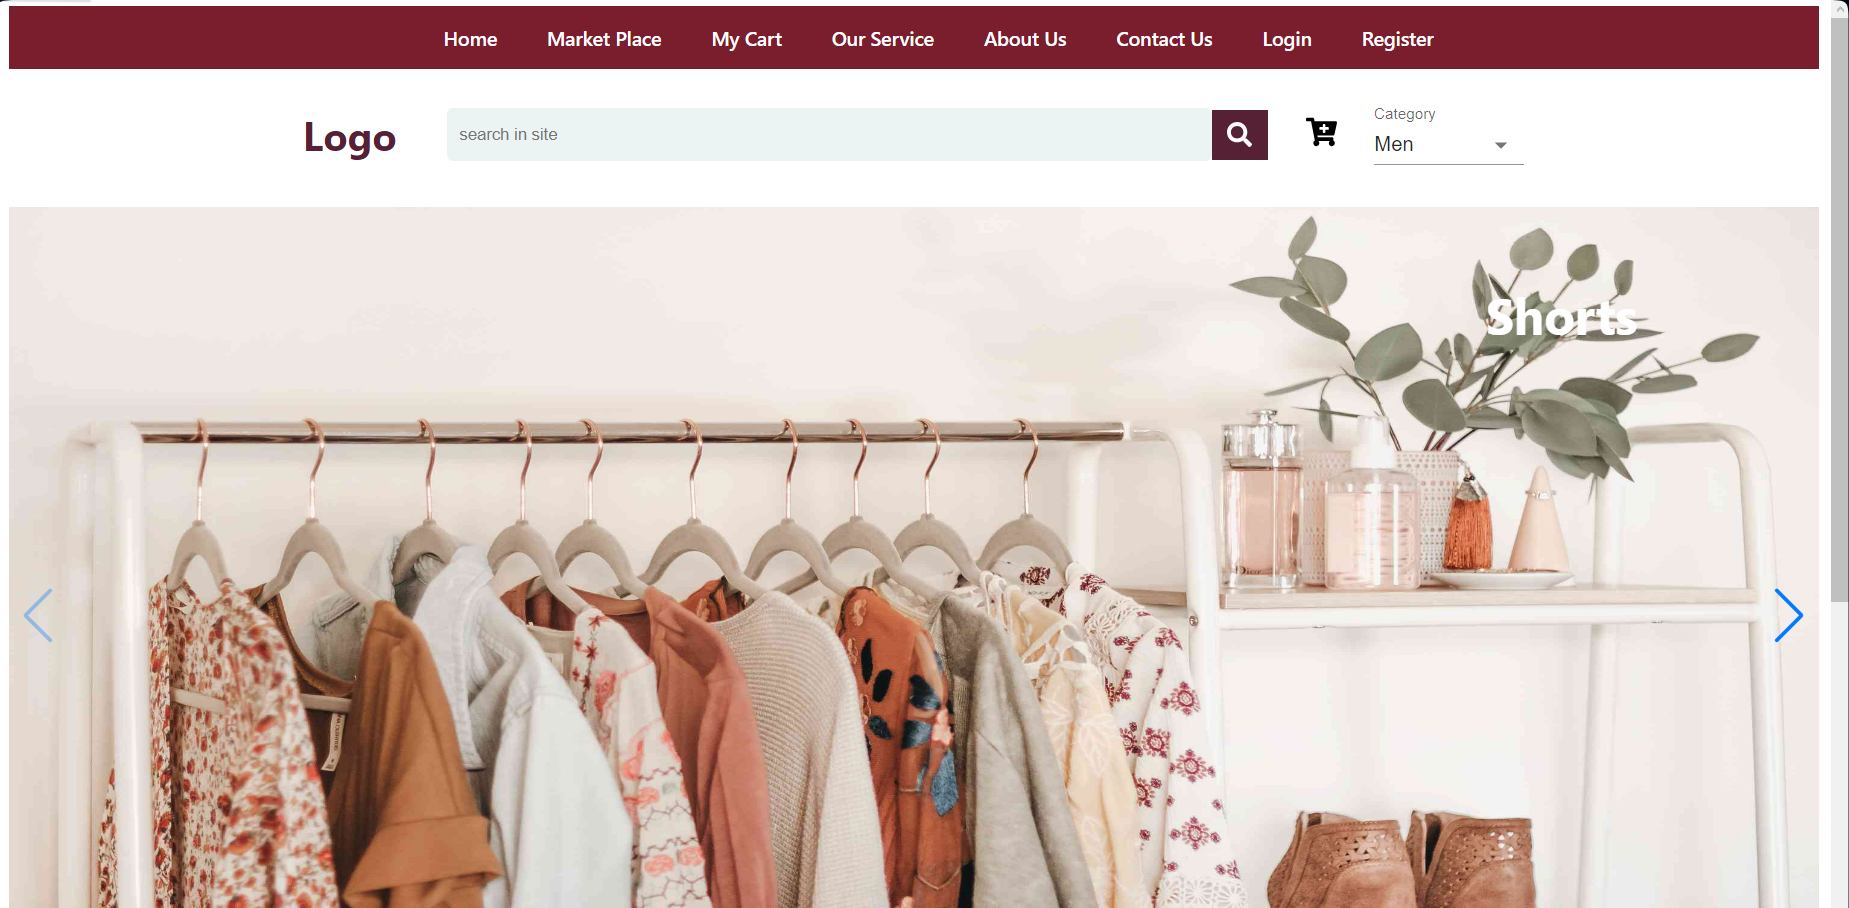 Home Market Place My Cart Our Service About Us Contact Us Login Register
Logo
search in site
Category
Men
Shorts